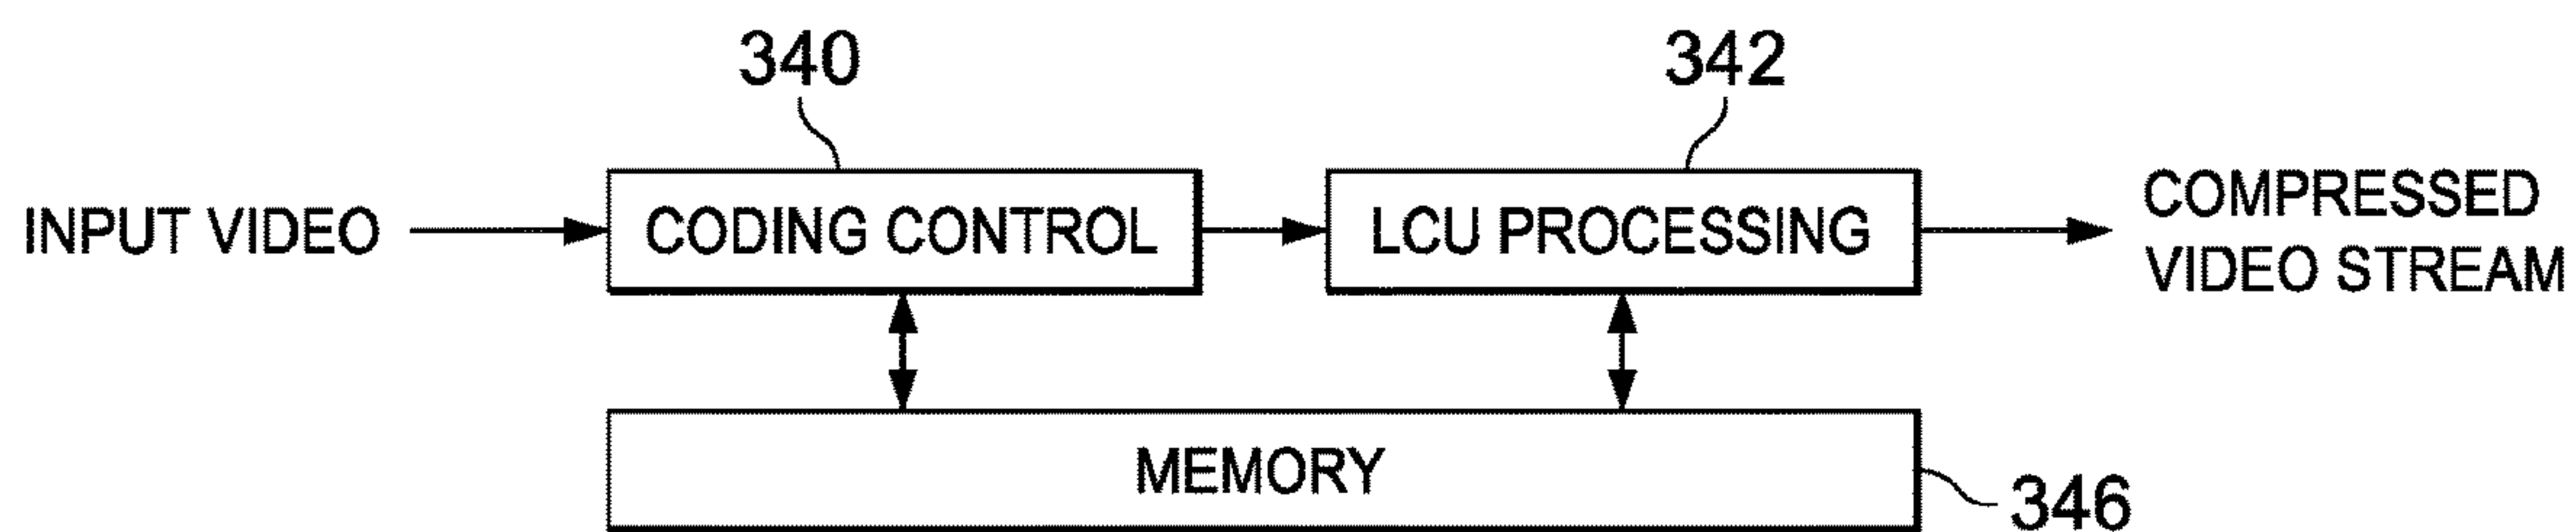 340
342
INPUT VIDEO
CODING CONTROL
LCU PROCESSING
COMPRESSED
VIDEO STREAM
MEMORY
346